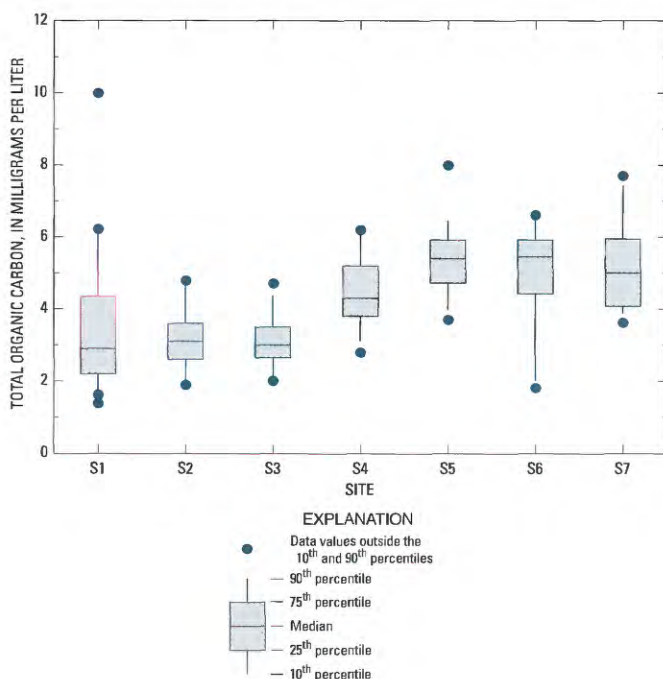 TOTAL ORGANIC CARBON, IN MILLIGRAMS PER LITER
12
10
8
6
4
2
0
S1 S2 S3 S4 S5 S6 S7
SITE
EXPLANATION
Data values outside the
10th and 90th percentiles
90th percentile
75th percentile
Median
25th percentile
10th percentile